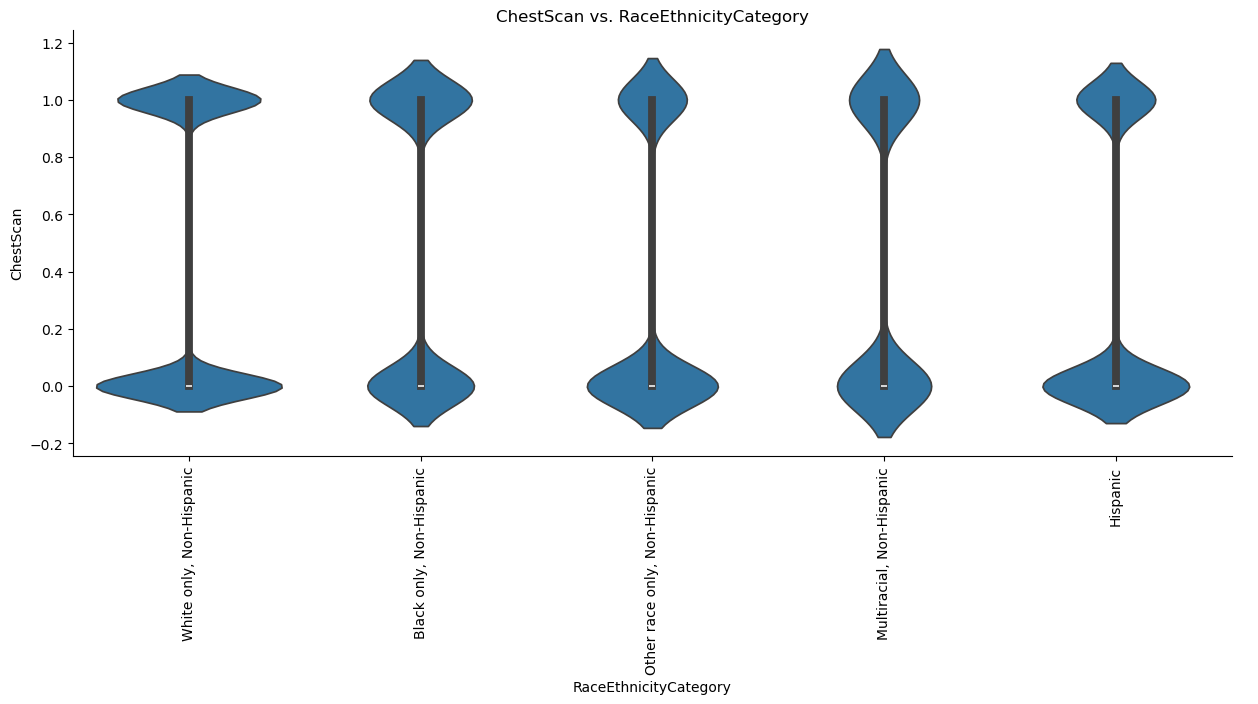 ChestScan vs. RaceEthnicityCategory
1.2
1.0
0.8
0.6
0.4
0.2
0.0
−0.2
ChestScan
White only, Non-Hispanic
Black only, Non-Hispanic
Other race only, Non-Hispanic
Multiracial, Non-Hispanic
Hispanic
RaceEthnicityCategory